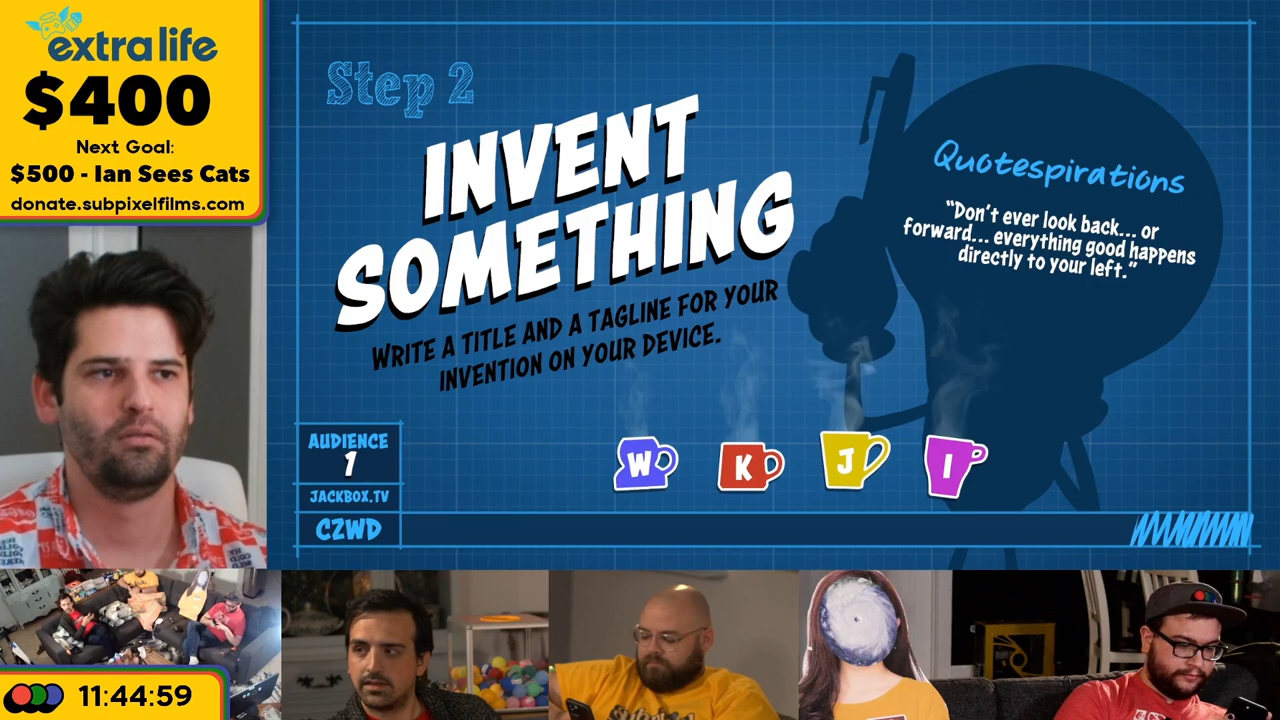 extralife
$400
Next Goal:
$500 - Ian Sees Cats
donate.subpixelfilms.com
Step 2
INVENT
SOMETHING
WRITE A TITLE AND A TAGLINE FOR YOUR
INVENTION ON YOUR DEVICE.
Quotespirations
“Don't ever look back... or
forward... everything good happens
directly to your left.”
AUDIENCE
1
JACKBOX.TV
CZWD
W
K
J
I
11:44:59